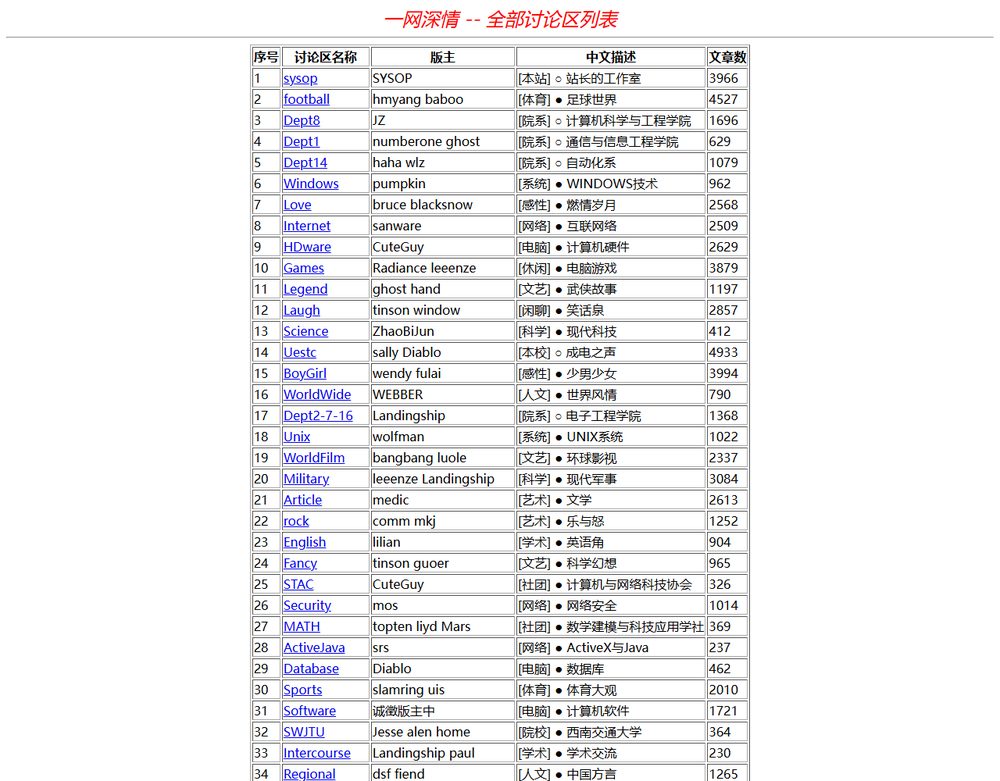 一网深情 -- 全部讨论区列表
序号 讨论区名称 版主 中文描述 文章数
1 sysop SYSOP [本站] ○ 站长的工作室 3966
2 football hmyang baboo [体育] ● 足球世界 4527
3 Dept8 JZ [院系] ○ 计算机科学与工程学院 1696
4 Dept1 numberone ghost [院系] ○ 通信与信息工程学院 629
5 Dept14 haha wlz [院系] ○ 自动化系 1079
6 Windows pumpkin [系统] ● WINDOWS技术 962
7 Love bruce blacksnow [感性] ● 燃情岁月 2568
8 Internet sanware [网络] ● 互联网络 2509
9 HDware CuteGuy [电脑] ● 计算机硬件 2629
10 Games Radiance leeenze [休闲] ● 电脑游戏 3879
11 Legend ghost hand [文艺] ● 武侠故事 1197
12 Laugh tinson window [闲聊] ● 笑话泉 2857
13 Science ZhaoBiJun [科学] ● 现代科技 412
14 Uestc sally Diablo [本校] ○ 成电之声 4933
15 BoyGirl wendy fulai [感性] ● 少男少女 3994
16 WorldWide WEBBER [人文] ● 世界风情 790
17 Dept2-7-16 Landingship [院系] ○ 电子工程学院 1368
18 Unix wolfman [系统] ● UNIX系统 1022
19 WorldFilm bangbang luole [文艺] ● 环球影视 2337
20 Military leeenze Landingship [科学] ● 现代军事 3084
21 Article medic [艺术] ● 文学 2613
22 rock comm mkj [艺术] ● 乐与怒 1252
23 English lilian [学术] ● 英语角 904
24 Fancy tinson guoer [文艺] ● 科学幻想 965
25 STAC CuteGuy [社团] ● 计算机与网络科技协会 326
26 Security mos [网络] ● 网络安全 1014
27 MATH topten liyd Mars [社团] ● 数学建模与科技应用学社 369
28 ActiveJava srs [网络] ● ActiveX与Java 237
29 Database Diablo [电脑] ● 数据库 462
30 Sports slamring uis [体育] ● 体育大观 2010
31 Software 诚徵版主中 [电脑] ● 计算机软件 1721
32 SWJTU Jesse alen home [院校] ● 西南交通大学 364
33 Intercourse Landingship paul [学术] ● 学术交流 230
34 Regional dsf fiend [人文] ● 中国方言 1265